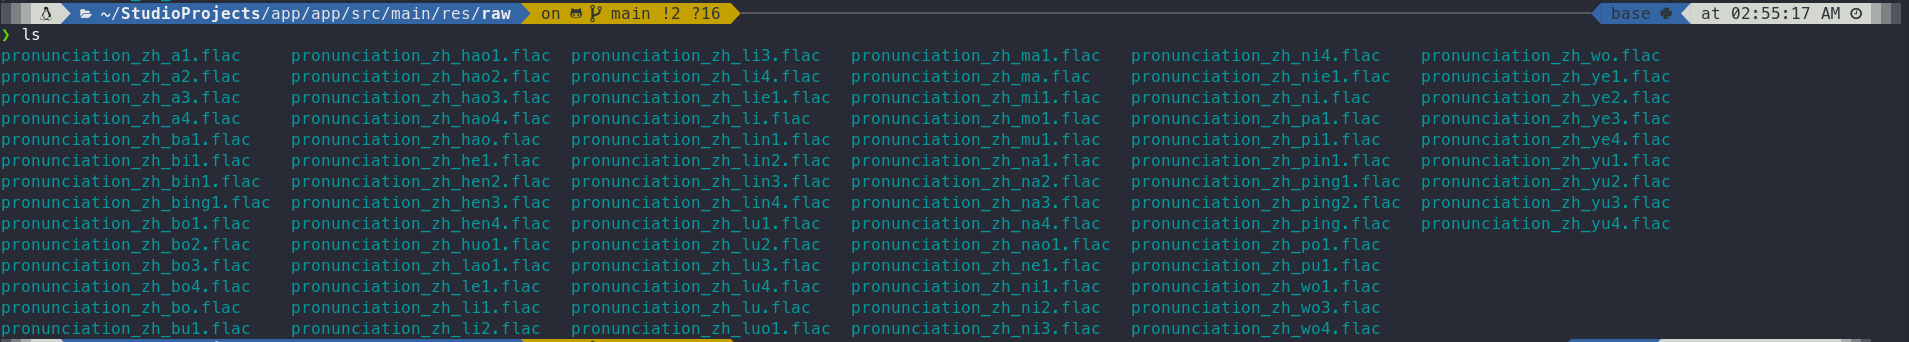 ~/StudioProjects/app/app/src/main/res/raw on main !2 ?16 base at 02:55:17 AM
❯ ls
pronunciation_zh_a1.flac pronunciation_zh_hao1.flac pronunciation_zh_li3.flac pronunciation_zh_ma1.flac pronunciation_zh_ni4.flac pronunciation_zh_wo.flac
pronunciation_zh_a2.flac pronunciation_zh_hao2.flac pronunciation_zh_li4.flac pronunciation_zh_ma.flac pronunciation_zh_nie1.flac pronunciation_zh_ye1.flac
pronunciation_zh_a3.flac pronunciation_zh_hao3.flac pronunciation_zh_lie1.flac pronunciation_zh_mi1.flac pronunciation_zh_ni.flac pronunciation_zh_ye2.flac
pronunciation_zh_a4.flac pronunciation_zh_hao4.flac pronunciation_zh_li.flac pronunciation_zh_mo1.flac pronunciation_zh_pa1.flac pronunciation_zh_ye3.flac
pronunciation_zh_ba1.flac pronunciation_zh_hao.flac pronunciation_zh_lin1.flac pronunciation_zh_mu1.flac pronunciation_zh_pi1.flac pronunciation_zh_ye4.flac
pronunciation_zh_bi1.flac pronunciation_zh_he1.flac pronunciation_zh_lin2.flac pronunciation_zh_na1.flac pronunciation_zh_pin1.flac pronunciation_zh_yu1.flac
pronunciation_zh_bin1.flac pronunciation_zh_hen2.flac pronunciation_zh_lin3.flac pronunciation_zh_na2.flac pronunciation_zh_ping1.flac pronunciation_zh_yu2.flac
pronunciation_zh_bing1.flac pronunciation_zh_hen3.flac pronunciation_zh_lin4.flac pronunciation_zh_na3.flac pronunciation_zh_ping2.flac pronunciation_zh_yu3.flac
pronunciation_zh_bo1.flac pronunciation_zh_hen4.flac pronunciation_zh_lu1.flac pronunciation_zh_na4.flac pronunciation_zh_ping.flac pronunciation_zh_yu4.flac
pronunciation_zh_bo2.flac pronunciation_zh_huo1.flac pronunciation_zh_lu2.flac pronunciation_zh_nao1.flac pronunciation_zh_po1.flac
pronunciation_zh_bo3.flac pronunciation_zh_lao1.flac pronunciation_zh_lu3.flac pronunciation_zh_ne1.flac pronunciation_zh_pu1.flac
pronunciation_zh_bo4.flac pronunciation_zh_le1.flac pronunciation_zh_lu4.flac pronunciation_zh_ni1.flac pronunciation_zh_wo1.flac
pronunciation_zh_bo.flac pronunciation_zh_li1.flac pronunciation_zh_lu.flac pronunciation_zh_ni2.flac pronunciation_zh_wo3.flac
pronunciation_zh_bu1.flac pronunciation_zh_li2.flac pronunciation_zh_luo1.flac pronunciation_zh_ni3.flac pronunciation_zh_wo4.flac